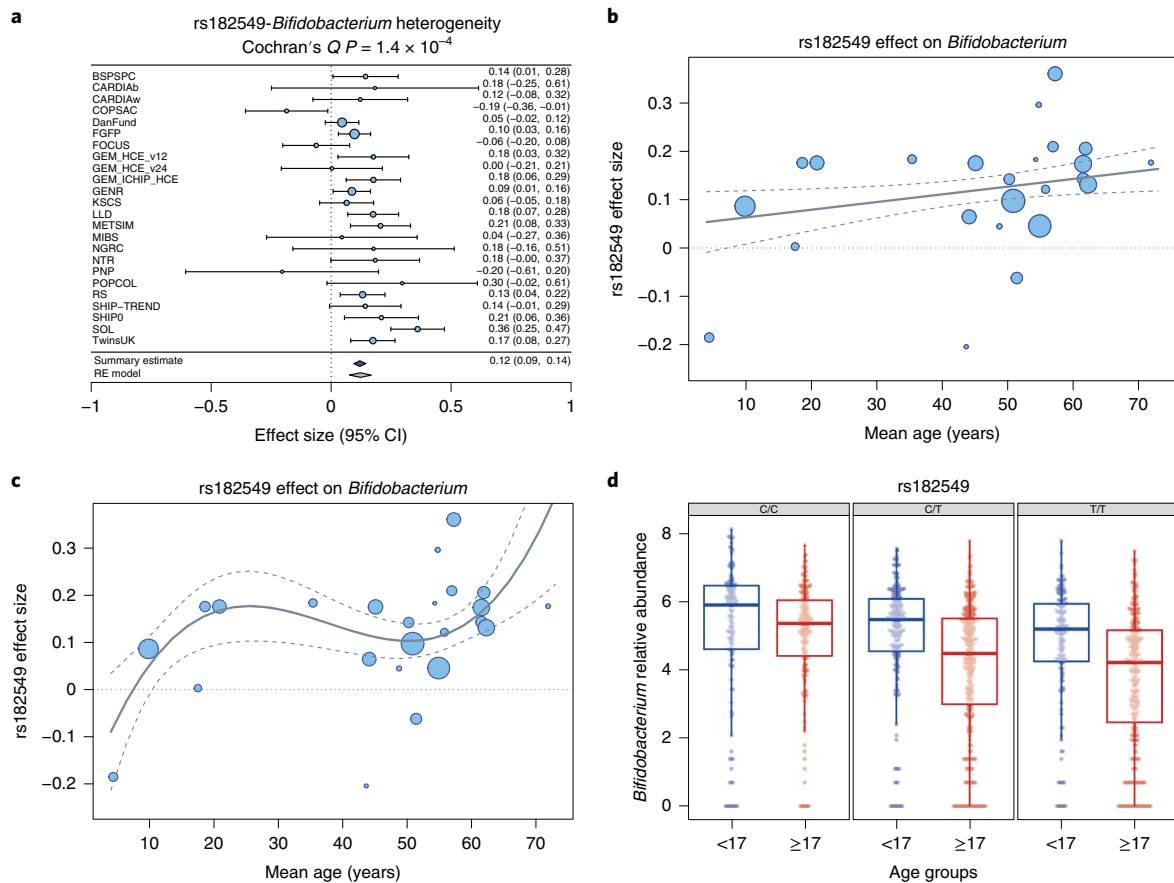 a
rs182549-Bifidobacterium heterogeneity
Cochran′s Q P = 1.4 × 10⁻⁴
BSPSPC 0.14 (0.01, 0.28)
CARDIAb 0.18 (−0.25, 0.61)
CARDIAw 0.12 (−0.08, 0.32)
COPSAC −0.19 (−0.36, −0.01)
DanFund 0.05 (−0.02, 0.12)
FGFP 0.10 (0.03, 0.16)
FOCUS −0.06 (−0.20, 0.08)
GEM_HCE_v12 0.18 (0.03, 0.32)
GEM_HCE_v24 0.00 (−0.21, 0.21)
GEM_ICHIP_HCE 0.18 (0.06, 0.29)
GENR 0.09 (0.01, 0.16)
KSCS 0.06 (−0.05, 0.18)
LLD 0.18 (0.07, 0.28)
METSIM 0.21 (0.08, 0.33)
MIBS 0.04 (−0.27, 0.36)
NGRC 0.18 (−0.16, 0.51)
NTR 0.18 (−0.00, 0.37)
PNP −0.20 (−0.61, 0.20)
POPCOL 0.30 (−0.02, 0.61)
RS 0.13 (0.04, 0.22)
SHIP−TREND 0.14 (−0.01, 0.29)
SHIP0 0.21 (0.06, 0.36)
SOL 0.36 (0.25, 0.47)
TwinsUK 0.17 (0.08, 0.27)
Summary estimate 0.12 (0.09, 0.14)
RE model
−1 −0.5 0 0.5 1
Effect size (95% CI)
b
rs182549 effect on Bifidobacterium
rs182549 effect size
0.3
0.2
0.1
0
−0.1
−0.2
10 20 30 40 50 60 70
Mean age (years)
c
rs182549 effect on Bifidobacterium
rs182549 effect size
0.3
0.2
0.1
0
−0.1
−0.2
10 20 30 40 50 60 70
Mean age (years)
d
rs182549
C/C C/T T/T
Bifidobacterium relative abundance
8
6
4
2
0
<17 ≥17 <17 ≥17 <17 ≥17
Age groups